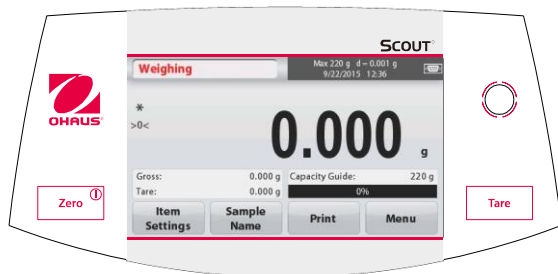 SCOUT
Weighing
Max 220 g d=0.001 g
9/22/2015 12:36
*
>0<
0.000 g
OHAUS
Gross: 0.000 g
Tare: 0.000 g
Capacity Guide: 220 g
0%
Zero
Item Settings
Sample Name
Print
Menu
Tare